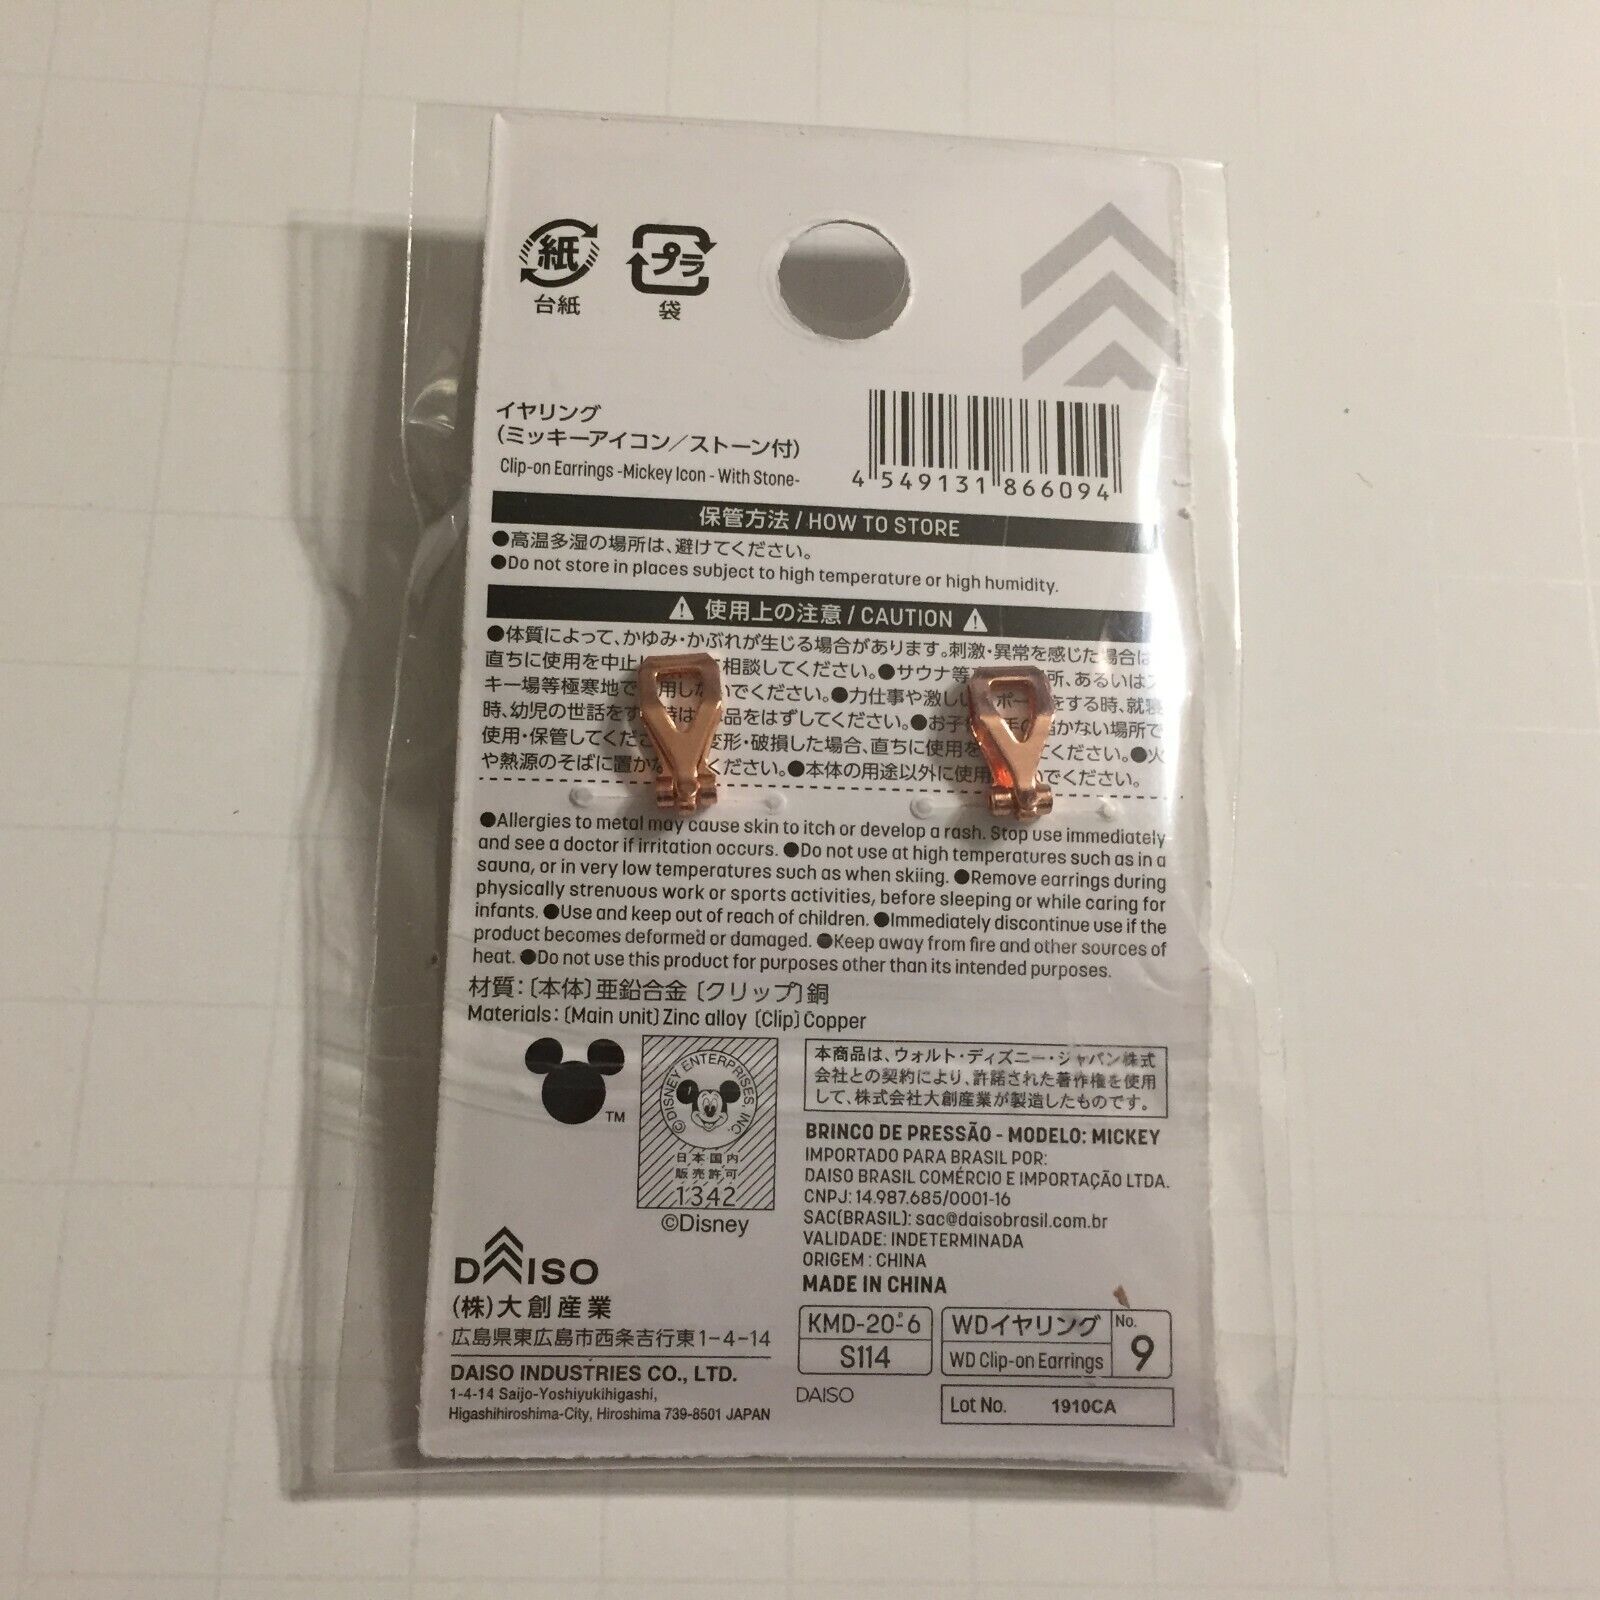 紙
台紙
プラ
袋
イヤリング
(ミッキーアイコン/ストーン付)
Clip-on Earrings -Mickey Icon - With Stone-
4 549131 866094
保管方法 / HOW TO STORE
●高温多湿の場所は、避けてください。
●Do not store in places subject to high temperature or high humidity.
使用上の注意 / CAUTION
●体質によって、かゆみ・かぶれが生じる場合があります。刺激・異常を感じた場合は
直ちに使用を中止 相談してください。●サウナ等 所、あるいは
キー場等極寒地で 用し いでください。●力仕事や激しい ポー をする時、就寝
時、幼児の世話をす 時は 品をはずしてください。●お子 手の届かない場所で
使用・保管してくださ 変形・破損した場合、直ちに使用を てください。●火
や熱源のそばに置かな ください。●本体の用途以外に使用 いでください。
●Allergies to metal may cause skin to itch or develop a rash. Stop use immediately
and see a doctor if irritation occurs. ●Do not use at high temperatures such as in a
sauna, or in very low temperatures such as when skiing. ●Remove earrings during
physically strenuous work or sports activities, before sleeping or while caring for
infants. ●Use and keep out of reach of children. ●Immediately discontinue use if the
product becomes deformed or damaged. ●Keep away from fire and other sources of
heat. ●Do not use this product for purposes other than its intended purposes.
材質:〔本体〕亜鉛合金〔クリップ〕銅
Materials: (Main unit) Zinc alloy (Clip) Copper
TM
©DISNEY ENTERPRISES, INC.
日本国内
販売許可
1342
©Disney
本商品は、ウォルト・ディズニー・ジャパン株式
会社との契約により、許諾された著作権を使用
して、株式会社大創産業が製造したものです。
BRINCO DE PRESSÃO - MODELO: MICKEY
IMPORTADO PARA BRASIL POR:
DAISO BRASIL COMÉRCIO E IMPORTAÇÃO LTDA.
CNPJ: 14.987.685/0001-16
SAC(BRASIL): sac@daisobrasil.com.br
VALIDADE: INDETERMINADA
ORIGEM : CHINA
MADE IN CHINA
DAISO
(株)大創産業
広島県東広島市西条吉行東1-4-14
DAISO INDUSTRIES CO., LTD.
1-4-14 Saijo-Yoshiyukihigashi,
Higashihiroshima-City, Hiroshima 739-8501 JAPAN
KMD-20-6
S114
DAISO
WDイヤリング
WD Clip-on Earrings
No.
9
Lot No. 1910CA